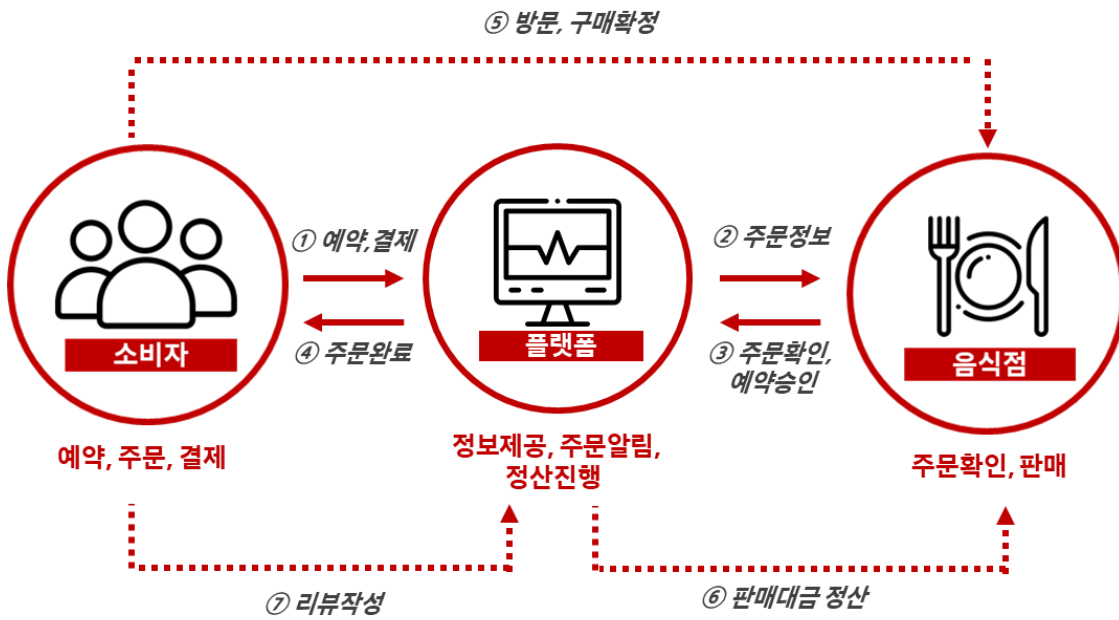 ⑤ 방문, 구매확정
① 예약,결제
② 주문정보
소비자
④ 주문완료
플랫폼
③ 주문확인,
예약승인
음식점
예약, 주문, 결제
정보제공, 주문알림,
정산진행
주문확인, 판매
⑦ 리뷰작성
⑥ 판매대금 정산